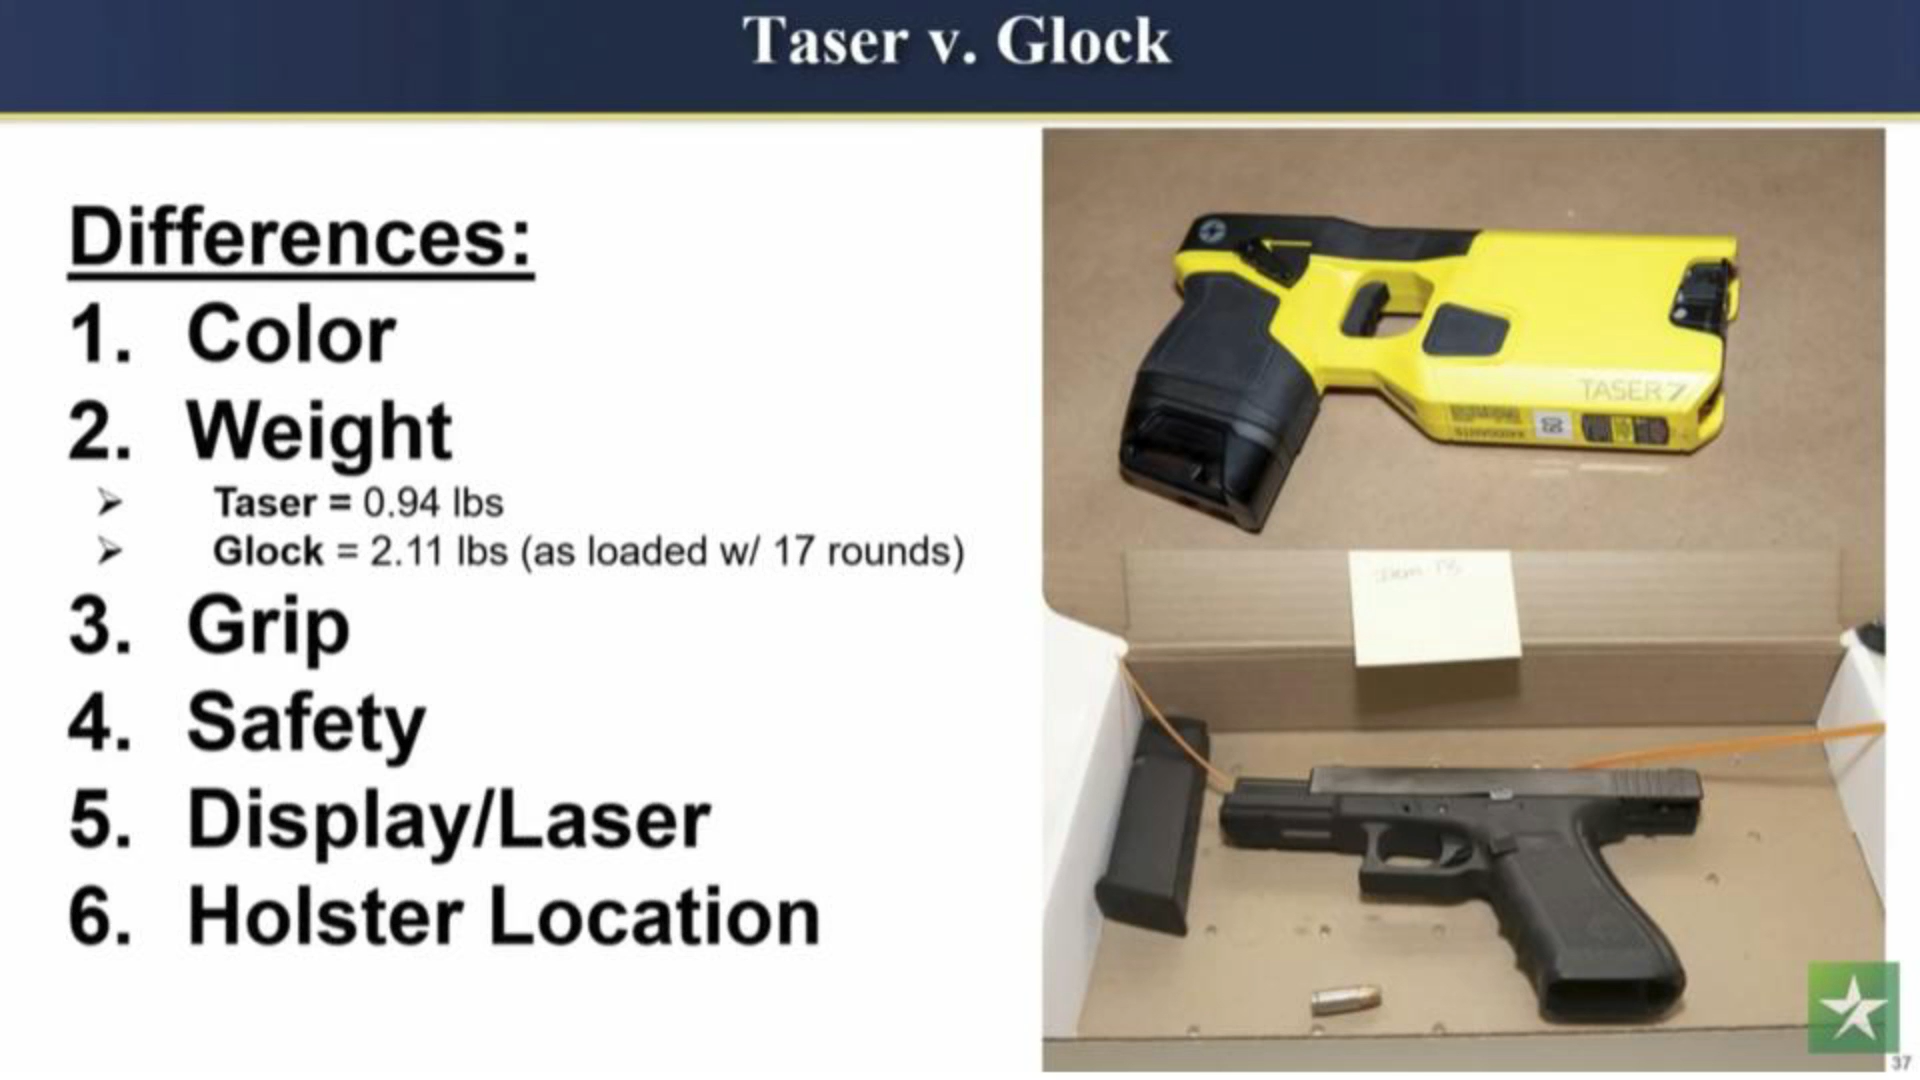 Taser v. Glock
Differences:
1. Color
2. Weight
➢ Taser = 0.94 lbs
➢ Glock = 2.11 lbs (as loaded w/ 17 rounds)
3. Grip
4. Safety
5. Display/Laser
6. Holster Location
TASER 7
37